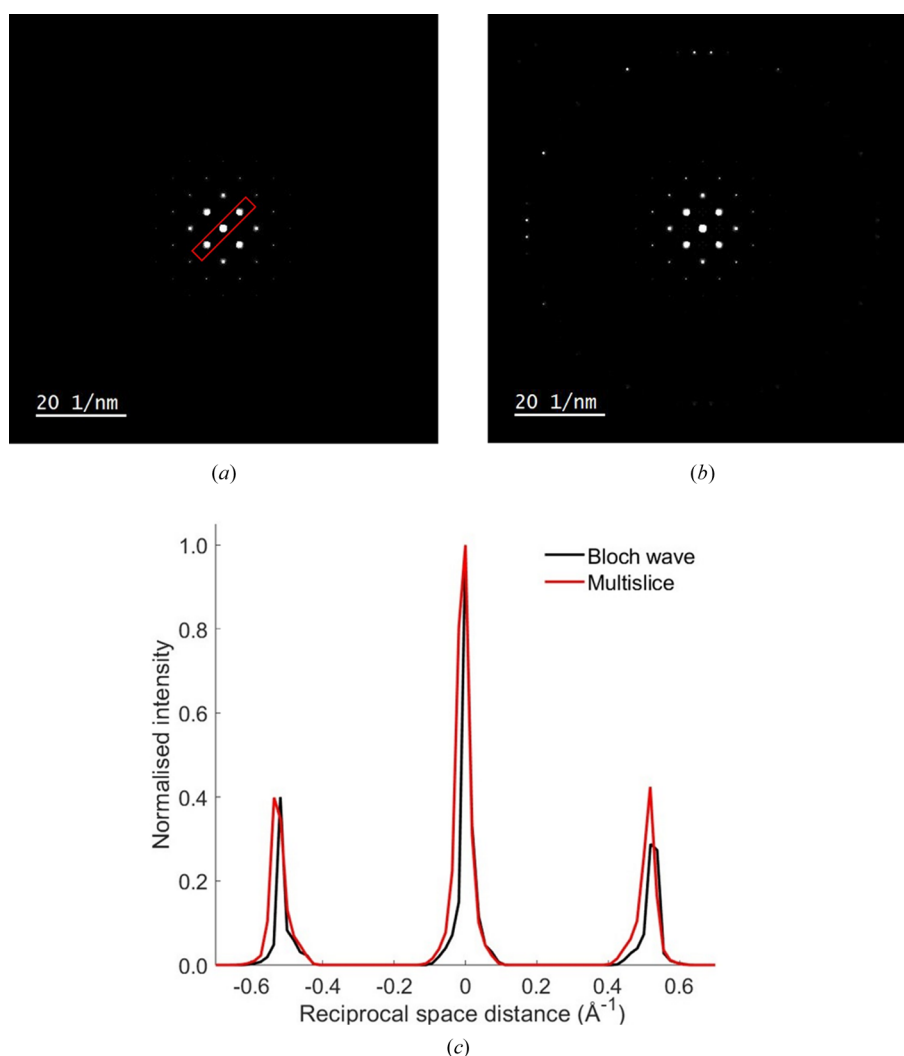 20 1/nm
20 1/nm
(a)
(b)
Bloch wave
Multislice
1.0
0.8
0.6
0.4
0.2
0.0
Normalised intensity
-0.6 -0.4 -0.2 0 0.2 0.4 0.6
Reciprocal space distance (Å⁻¹)
(c)